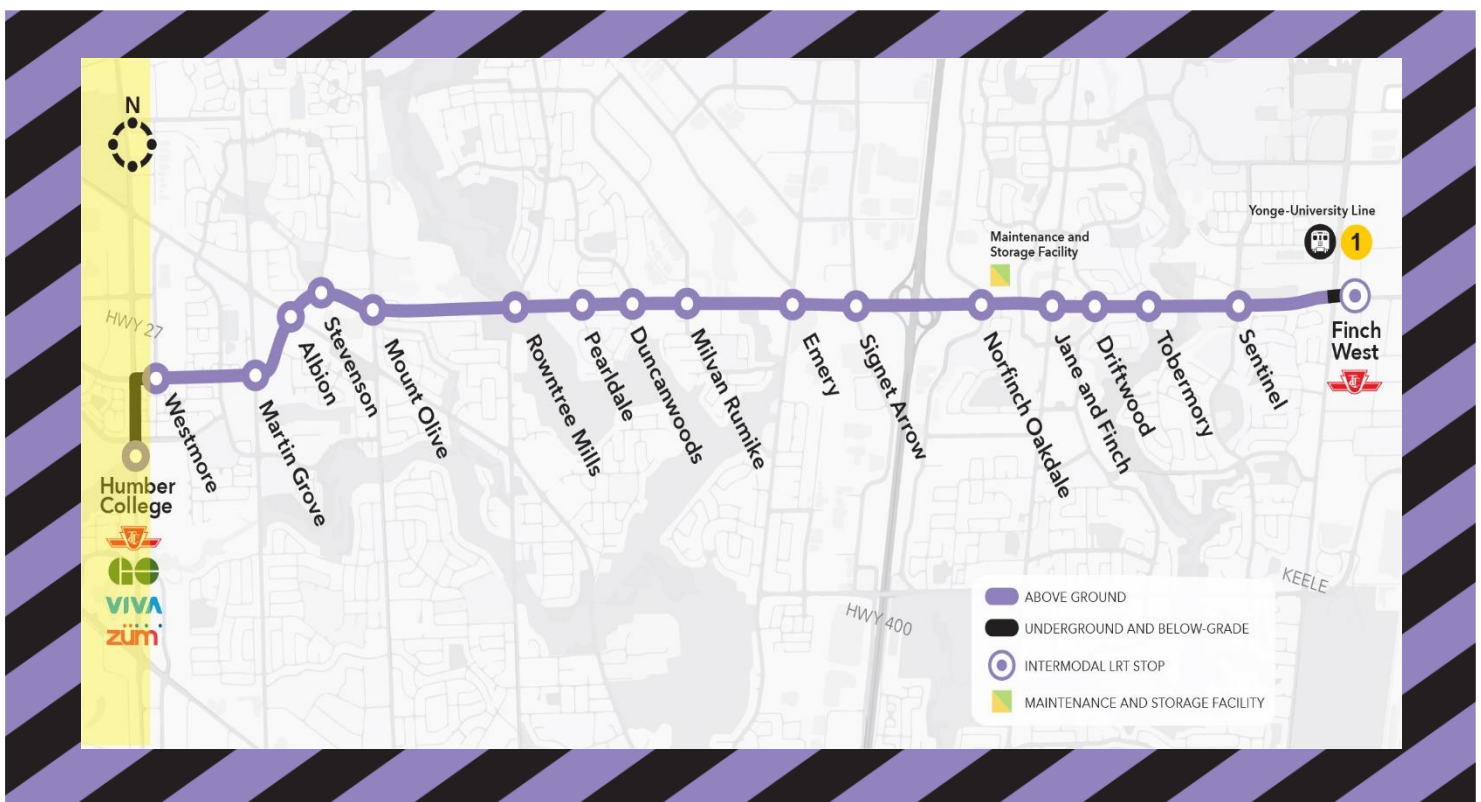 N
HWY 27
Humber
College
VIVA
züm
Westmore
Martin Grove
Albion
Stevenson
Mount Olive
Rowntree Mills
Pearldale
Duncanwoods
Milvan Rumike
Emery
Signet Arrow
Maintenance and
Storage Facility
Norfinch Oakdale
Jane and Finch
Driftwood
Tobermory
Sentinel
Yonge-University Line
1
Finch
West
KEELE
HWY 400
ABOVE GROUND
UNDERGROUND AND BELOW-GRADE
INTERMODAL LRT STOP
MAINTENANCE AND STORAGE FACILITY